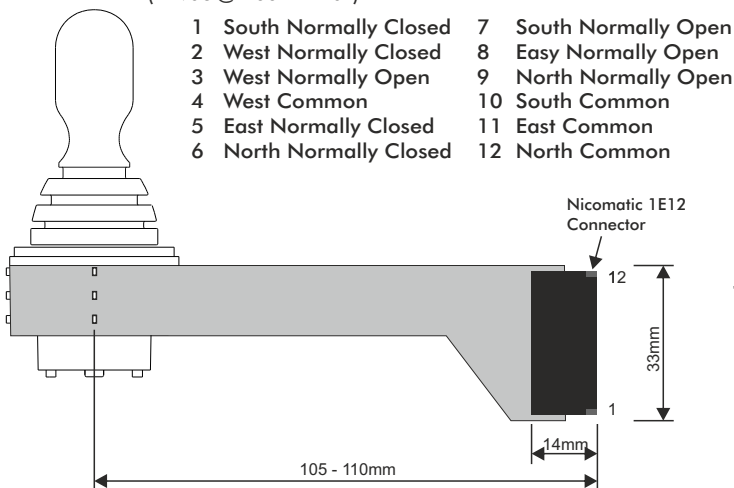 1 South Normally Closed 7 South Normally Open
2 West Normally Closed 8 Easy Normally Open
3 West Normally Open 9 North Normally Open
4 West Common 10 South Common
5 East Normally Closed 11 East Common
6 North Normally Closed 12 North Common
Nicomatic 1E12
Connector
12
33mm
1
14mm
105 - 110mm